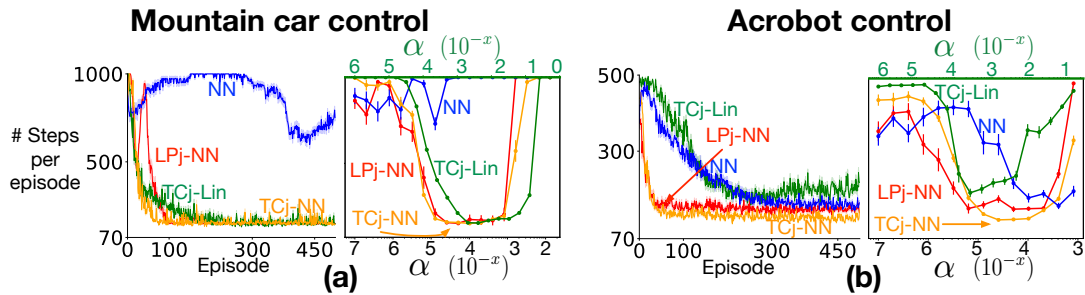 Mountain car control
Acrobot control
α (10⁻ˣ)
6 5 4 3 2 1 0
1000
500
70
# Steps
per
episode
NN
LPj-NN
TCj-Lin
TCj-NN
100 300 450
Episode
NN
LPj-NN
TCj-Lin
TCj-NN
7 6 5 4 3 2
α (10⁻ˣ)
(a)
α (10⁻ˣ)
6 5 4 3 2 1
500
300
70
TCj-Lin
LPj-NN
NN
TCj-NN
100 300
Episode
TCj-Lin
NN
LPj-NN
TCj-NN
7 6 5 4 3
α (10⁻ˣ)
(b)